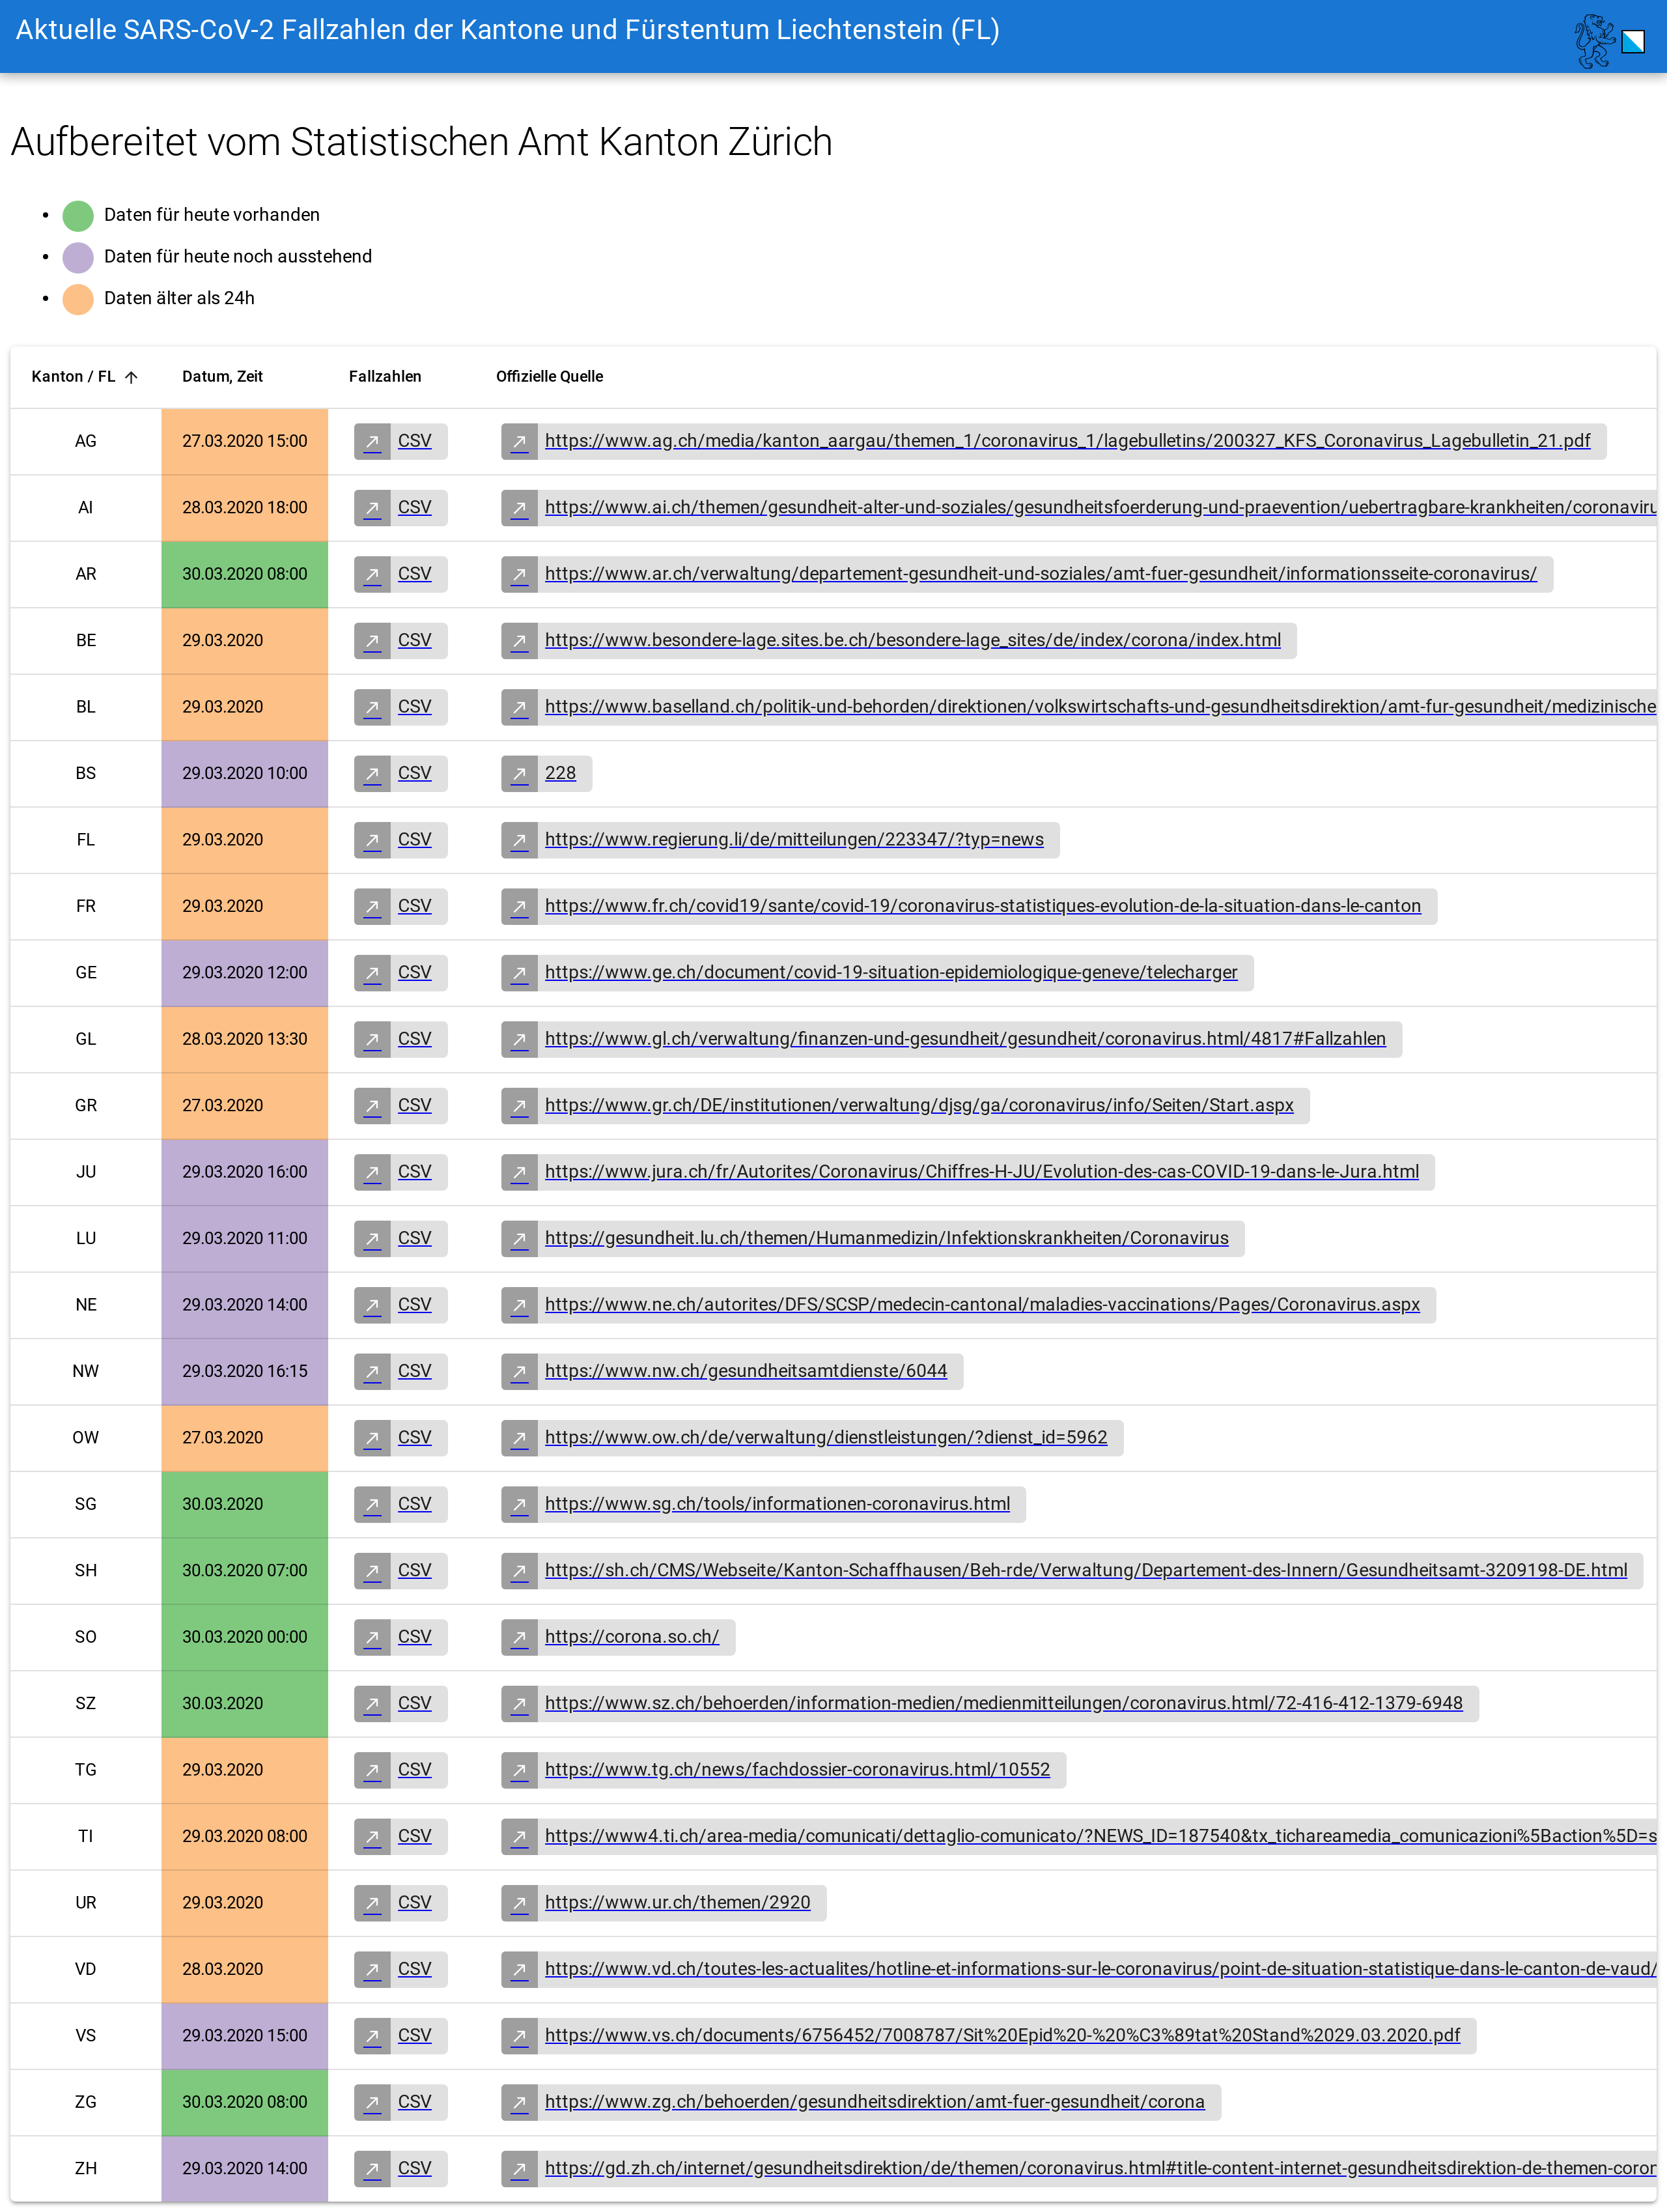 Aktuelle SARS-CoV-2 Fallzahlen der Kantone und Fürstentum Liechtenstein (FL)
Aufbereitet vom Statistischen Amt Kanton Zürich
Daten für heute vorhanden
Daten für heute noch ausstehend
Daten älter als 24h
Kanton / FL Datum, Zeit Fallzahlen Offizielle Quelle
AG 27.03.2020 15:00 CSV https://www.ag.ch/media/kanton_aargau/themen_1/coronavirus_1/lagebulletins/200327_KFS_Coronavirus_Lagebulletin_21.pdf
AI 28.03.2020 18:00 CSV https://www.ai.ch/themen/gesundheit-alter-und-soziales/gesundheitsfoerderung-und-praevention/uebertragbare-krankheiten/coronaviru
AR 30.03.2020 08:00 CSV https://www.ar.ch/verwaltung/departement-gesundheit-und-soziales/amt-fuer-gesundheit/informationsseite-coronavirus/
BE 29.03.2020 CSV https://www.besondere-lage.sites.be.ch/besondere-lage_sites/de/index/corona/index.html
BL 29.03.2020 CSV https://www.baselland.ch/politik-und-behorden/direktionen/volkswirtschafts-und-gesundheitsdirektion/amt-fur-gesundheit/medizinische
BS 29.03.2020 10:00 CSV 228
FL 29.03.2020 CSV https://www.regierung.li/de/mitteilungen/223347/?typ=news
FR 29.03.2020 CSV https://www.fr.ch/covid19/sante/covid-19/coronavirus-statistiques-evolution-de-la-situation-dans-le-canton
GE 29.03.2020 12:00 CSV https://www.ge.ch/document/covid-19-situation-epidemiologique-geneve/telecharger
GL 28.03.2020 13:30 CSV https://www.gl.ch/verwaltung/finanzen-und-gesundheit/gesundheit/coronavirus.html/4817#Fallzahlen
GR 27.03.2020 CSV https://www.gr.ch/DE/institutionen/verwaltung/djsg/ga/coronavirus/info/Seiten/Start.aspx
JU 29.03.2020 16:00 CSV https://www.jura.ch/fr/Autorites/Coronavirus/Chiffres-H-JU/Evolution-des-cas-COVID-19-dans-le-Jura.html
LU 29.03.2020 11:00 CSV https://gesundheit.lu.ch/themen/Humanmedizin/Infektionskrankheiten/Coronavirus
NE 29.03.2020 14:00 CSV https://www.ne.ch/autorites/DFS/SCSP/medecin-cantonal/maladies-vaccinations/Pages/Coronavirus.aspx
NW 29.03.2020 16:15 CSV https://www.nw.ch/gesundheitsamtdienste/6044
OW 27.03.2020 CSV https://www.ow.ch/de/verwaltung/dienstleistungen/?dienst_id=5962
SG 30.03.2020 CSV https://www.sg.ch/tools/informationen-coronavirus.html
SH 30.03.2020 07:00 CSV https://sh.ch/CMS/Webseite/Kanton-Schaffhausen/Beh-rde/Verwaltung/Departement-des-Innern/Gesundheitsamt-3209198-DE.html
SO 30.03.2020 00:00 CSV https://corona.so.ch/
SZ 30.03.2020 CSV https://www.sz.ch/behoerden/information-medien/medienmitteilungen/coronavirus.html/72-416-412-1379-6948
TG 29.03.2020 CSV https://www.tg.ch/news/fachdossier-coronavirus.html/10552
TI 29.03.2020 08:00 CSV https://www4.ti.ch/area-media/comunicati/dettaglio-comunicato/?NEWS_ID=187540&tx_tichareamedia_comunicazioni%5Baction%5D=s
UR 29.03.2020 CSV https://www.ur.ch/themen/2920
VD 28.03.2020 CSV https://www.vd.ch/toutes-les-actualites/hotline-et-informations-sur-le-coronavirus/point-de-situation-statistique-dans-le-canton-de-vaud/
VS 29.03.2020 15:00 CSV https://www.vs.ch/documents/6756452/7008787/Sit%20Epid%20-%20%C3%89tat%20Stand%2029.03.2020.pdf
ZG 30.03.2020 08:00 CSV https://www.zg.ch/behoerden/gesundheitsdirektion/amt-fuer-gesundheit/corona
ZH 29.03.2020 14:00 CSV https://gd.zh.ch/internet/gesundheitsdirektion/de/themen/coronavirus.html#title-content-internet-gesundheitsdirektion-de-themen-coron